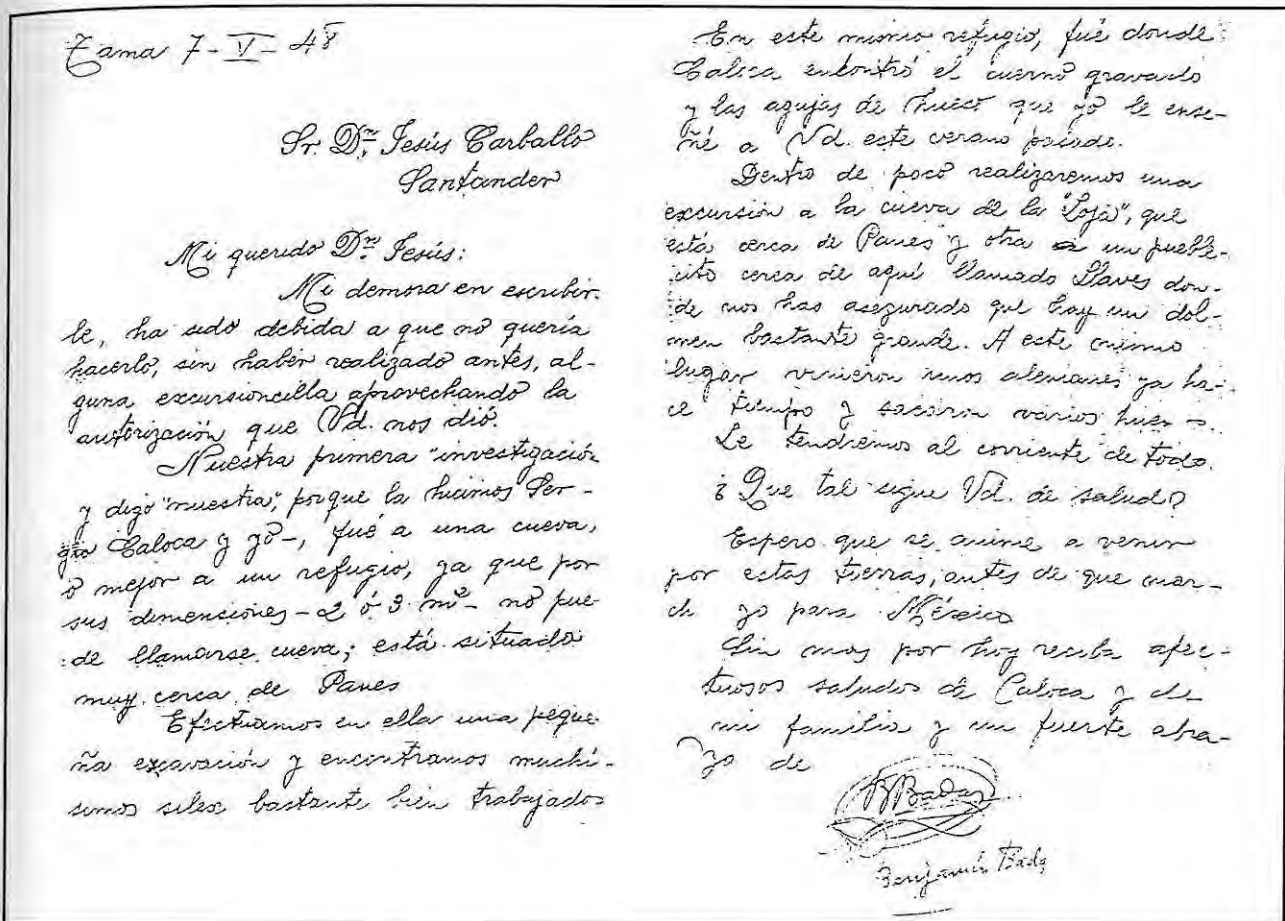 Tama 7-V-48
Sr. Dn. Jesús Carballo
Santander
Mi querido Dn. Jesús:
Mi demora en escribir-
le, ha sido debida a que no quería
hacerlo, sin haber realizado antes, al-
guna excursioncilla aprovechando la
autorización que Vd. nos dió.
Nuestra primera "investigación
y digo "nuestra", porque la hicimos Ser-
gio Caloca y yo-, fué a una cueva,
o mejor a un refugio, ya que por
sus dimensiones - 2 ó 3 m² - no pue-
de llamarse cueva; está situado
muy cerca de Panes
Efectuamos en ella una peque-
ña excavación y encontramos muchí-
simos silex bastante bien trabajados
En este mismo refugio, fué donde
Caloca encontró el cuerno gravado
y las agujas de hueso que yo le ense-
ñé a Vd. este verano pasado.
Dentro de poco realizaremos una
excursión a la cueva de la "Loja", que
está cerca de Panes y otra a un pueble-
cito cerca de aquí llamado Llaves don-
de nos han asegurado que hay un dol-
men bastante grande. A este mismo
lugar vinieron unos alemanes ya ha-
ce tiempo y sacaron varios
Le tendremos al corriente de todo.
¿Que tal sigue Vd. de salud?
Espero que se anime a venir
por estas tierras, antes de que mar-
ch yo para México
Sin mas por hoy reciba afec-
tuosos saludos de Caloca y de
mi familia y un fuerte abra-
zo de
BBada
Benjamín Bada